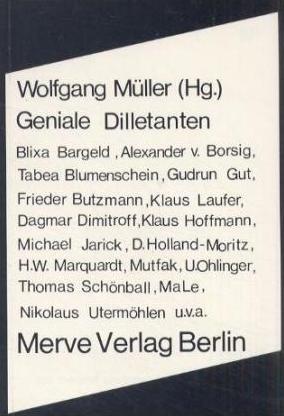 Wolfgang Müller (Hg.)
Geniale Dilletanten
Blixa Bargeld , Alexander v. Borsig,
Tabea Blumenschein, Gudrun Gut,
Frieder Butzmann, Klaus Laufer,
Dagmar Dimitroff, Klaus Hoffmann,
Michael Jarick, D. Holland-Moritz,
H.W. Marquardt, Mutfak, U.Ohlinger,
Thomas Schönball, MaLe,
Nikolaus Utermöhlen u.v.a.
Merve Verlag Berlin